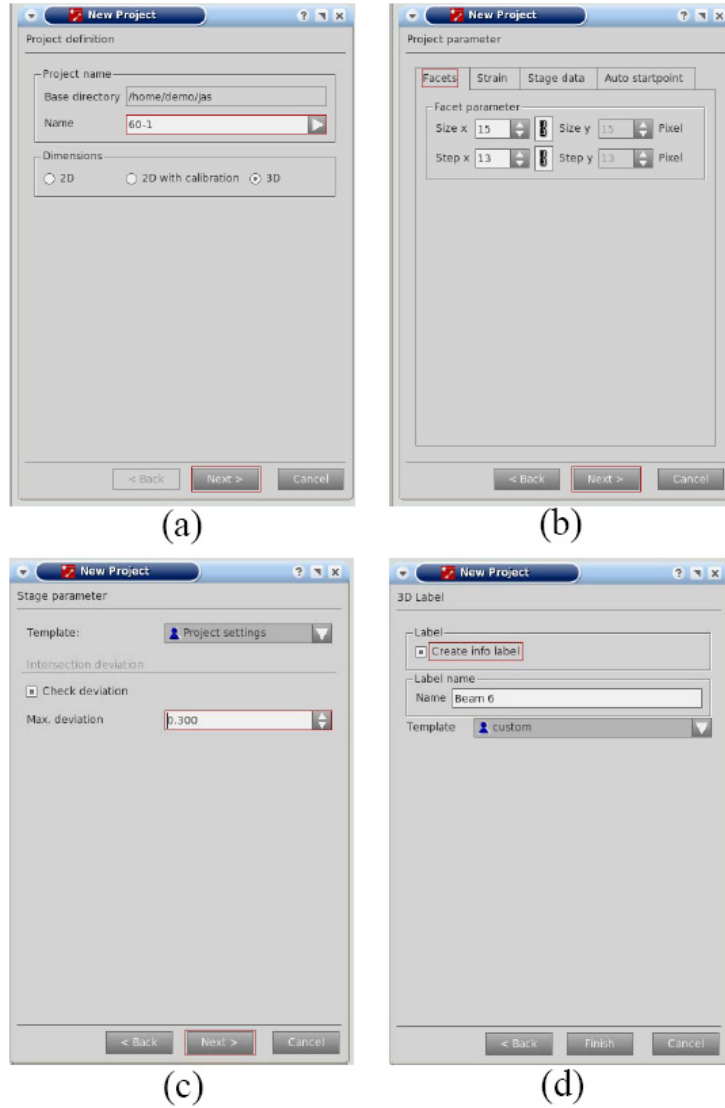 New Project
Project definition
Project name
Base directory /home/demo/jas
Name 60-1
Dimensions
2D 2D with calibration 3D
< Back Next > Cancel
(a)
New Project
Project parameter
Facets Strain Stage data Auto startpoint
Facet parameter
Size x 15 Size y 15 Pixel
Step x 13 Step y 13 Pixel
< Back Next > Cancel
(b)
New Project
Stage parameter
Template: Project settings
Intersection deviation
Check deviation
Max. deviation 0.300
< Back Next > Cancel
(c)
New Project
3D Label
Label
Create info label
Label name
Name Beam 6
Template custom
< Back Finish Cancel
(d)